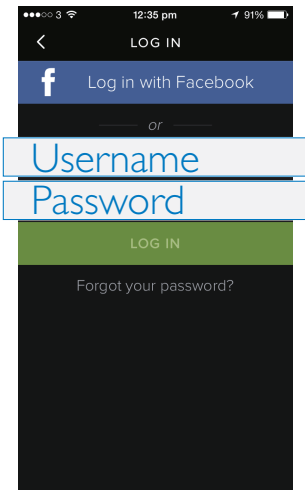 3 12:35 pm 91%
LOG IN
f Log in with Facebook
or
Username
Password
LOG IN
Forgot your password?